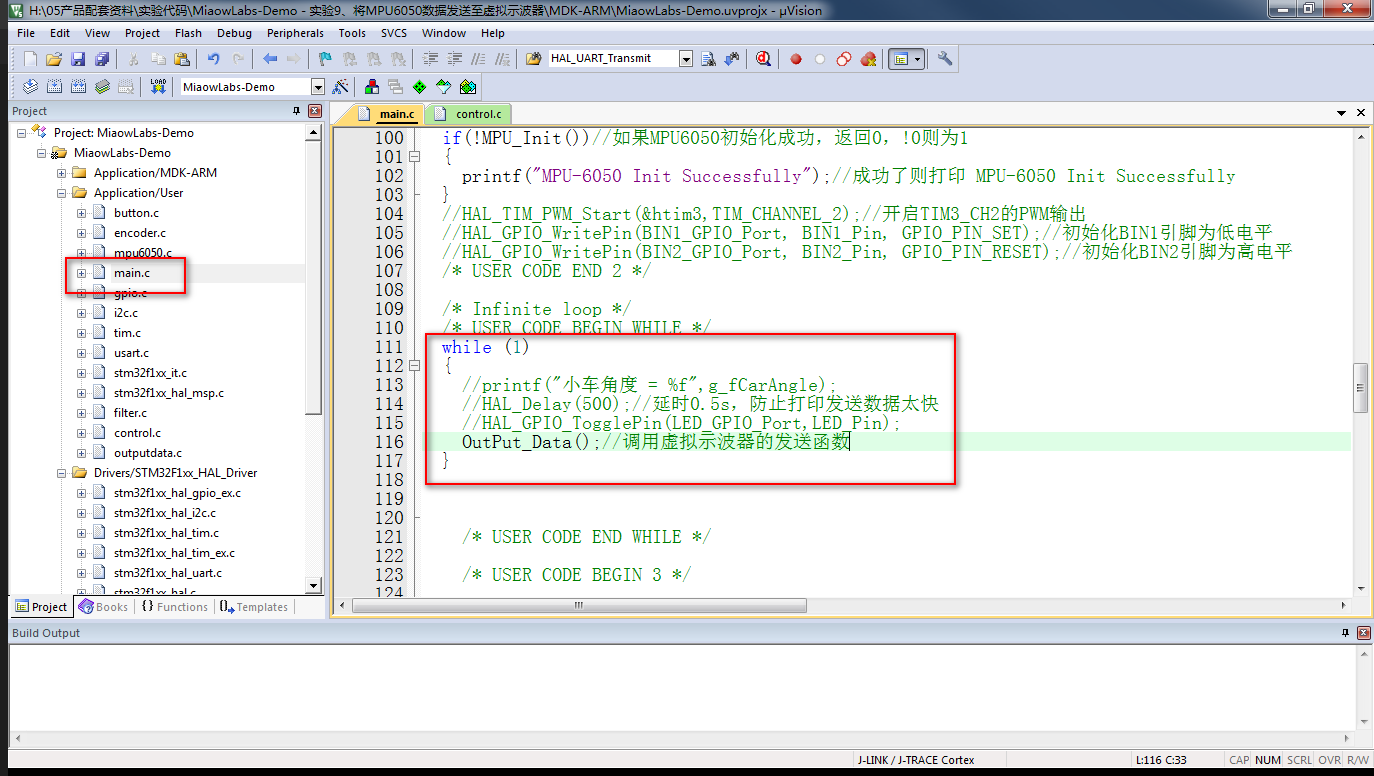 H:\05产品配套资料\实验代码\MiaowLabs-Demo - 实验9、将MPU6050数据发送至虚拟示波器\MDK-ARM\MiaowLabs-Demo.uvprojx - µVision
File Edit View Project Flash Debug Peripherals Tools SVCS Window Help
HAL_UART_Transmit
LOAD MiaowLabs-Demo
Project
Project: MiaowLabs-Demo
MiaowLabs-Demo
Application/MDK-ARM
Application/User
button.c
encoder.c
mpu6050.c
main.c
gpio.c
i2c.c
tim.c
usart.c
stm32f1xx_it.c
stm32f1xx_hal_msp.c
filter.c
control.c
outputdata.c
Drivers/STM32F1xx_HAL_Driver
stm32f1xx_hal_gpio_ex.c
stm32f1xx_hal_i2c.c
stm32f1xx_hal_tim.c
stm32f1xx_hal_tim_ex.c
stm32f1xx_hal_uart.c
stm32f1xx_hal.c
Project Books {} Functions Templates
main.c control.c
100 if(!MPU_Init())//如果MPU6050初始化成功，返回0，!0则为1
101 {
102 printf("MPU-6050 Init Successfully");//成功了则打印 MPU-6050 Init Successfully
103 }
104 //HAL_TIM_PWM_Start(&htim3,TIM_CHANNEL_2);//开启TIM3_CH2的PWM输出
105 //HAL_GPIO_WritePin(BIN1_GPIO_Port, BIN1_Pin, GPIO_PIN_SET);//初始化BIN1引脚为低电平
106 //HAL_GPIO_WritePin(BIN2_GPIO_Port, BIN2_Pin, GPIO_PIN_RESET);//初始化BIN2引脚为高电平
107 /* USER CODE END 2 */
108
109 /* Infinite loop */
110 /* USER CODE BEGIN WHILE */
111 while (1)
112 {
113 //printf("小车角度 = %f",g_fCarAngle);
114 //HAL_Delay(500);//延时0.5s，防止打印发送数据太快
115 //HAL_GPIO_TogglePin(LED_GPIO_Port,LED_Pin);
116 OutPut_Data();//调用虚拟示波器的发送函数
117 }
118
119
120
121 /* USER CODE END WHILE */
122
123 /* USER CODE BEGIN 3 */
124
Build Output
J-LINK / J-TRACE Cortex L:116 C:33 CAP NUM SCRL OVR R/W